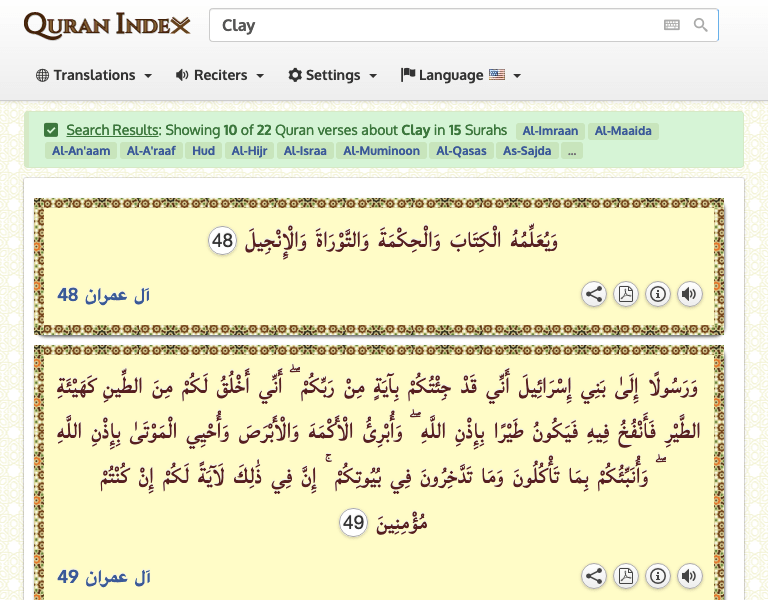 QURAN INDEX
Clay
Translations Reciters Settings Language
Search Results: Showing 10 of 22 Quran verses about Clay in 15 Surahs Al-Imraan Al-Maaida
Al-An'aam Al-A'raaf Hud Al-Hijr Al-Israa Al-Muminoon Al-Qasas As-Sajda ...
وَيُعَلِّمُهُ الْكِتَابَ وَالْحِكْمَةَ وَالتَّوْرَاةَ وَالْإِنْجِيلَ 48
آل عمران 48
وَرَسُولًا إِلَىٰ بَنِي إِسْرَائِيلَ أَنِّي قَدْ جِئْتُكُمْ بِآيَةٍ مِنْ رَبِّكُمْ ۖ أَنِّي أَخْلُقُ لَكُمْ مِنَ الطِّينِ كَهَيْئَةِ
الطَّيْرِ فَأَنْفُخُ فِيهِ فَيَكُونُ طَيْرًا بِإِذْنِ اللَّهِ ۖ وَأُبْرِئُ الْأَكْمَهَ وَالْأَبْرَصَ وَأُحْيِي الْمَوْتَىٰ بِإِذْنِ اللَّهِ
ۖ وَأُنَبِّئُكُمْ بِمَا تَأْكُلُونَ وَمَا تَدَّخِرُونَ فِي بُيُوتِكُمْ ۚ إِنَّ فِي ذَٰلِكَ لَآيَةً لَكُمْ إِنْ كُنْتُمْ
مُؤْمِنِينَ 49
آل عمران 49